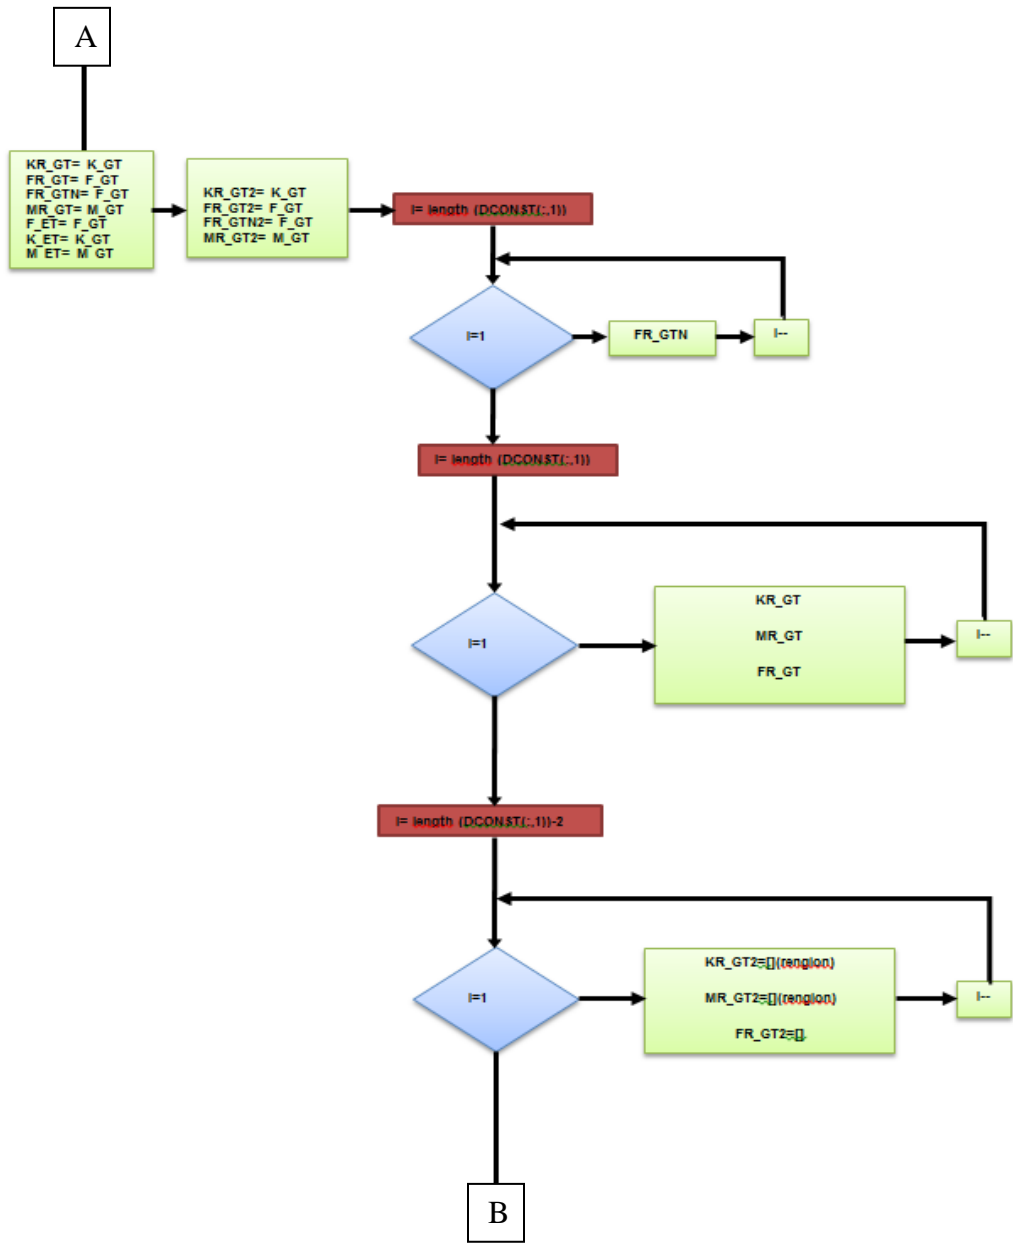 A
KR_GT= K_GT
FR_GT= F_GT
FR_GTN= F_GT
MR_GT= M_GT
F_ET= F_GT
K_ET= K_GT
M_ET= M_GT
KR_GT2= K_GT
FR_GT2= F_GT
FR_GTN2= F_GT
MR_GT2= M_GT
I= length (DCONST(:,1))
I=1
FR_GTN
I--
I= length (DCONST(:,1))
I=1
KR_GT
MR_GT
FR_GT
I--
I= length (DCONST(:,1))-2
I=1
KR_GT2=[](renglon)
MR_GT2=[](renglon)
FR_GT2=[]
I--
B